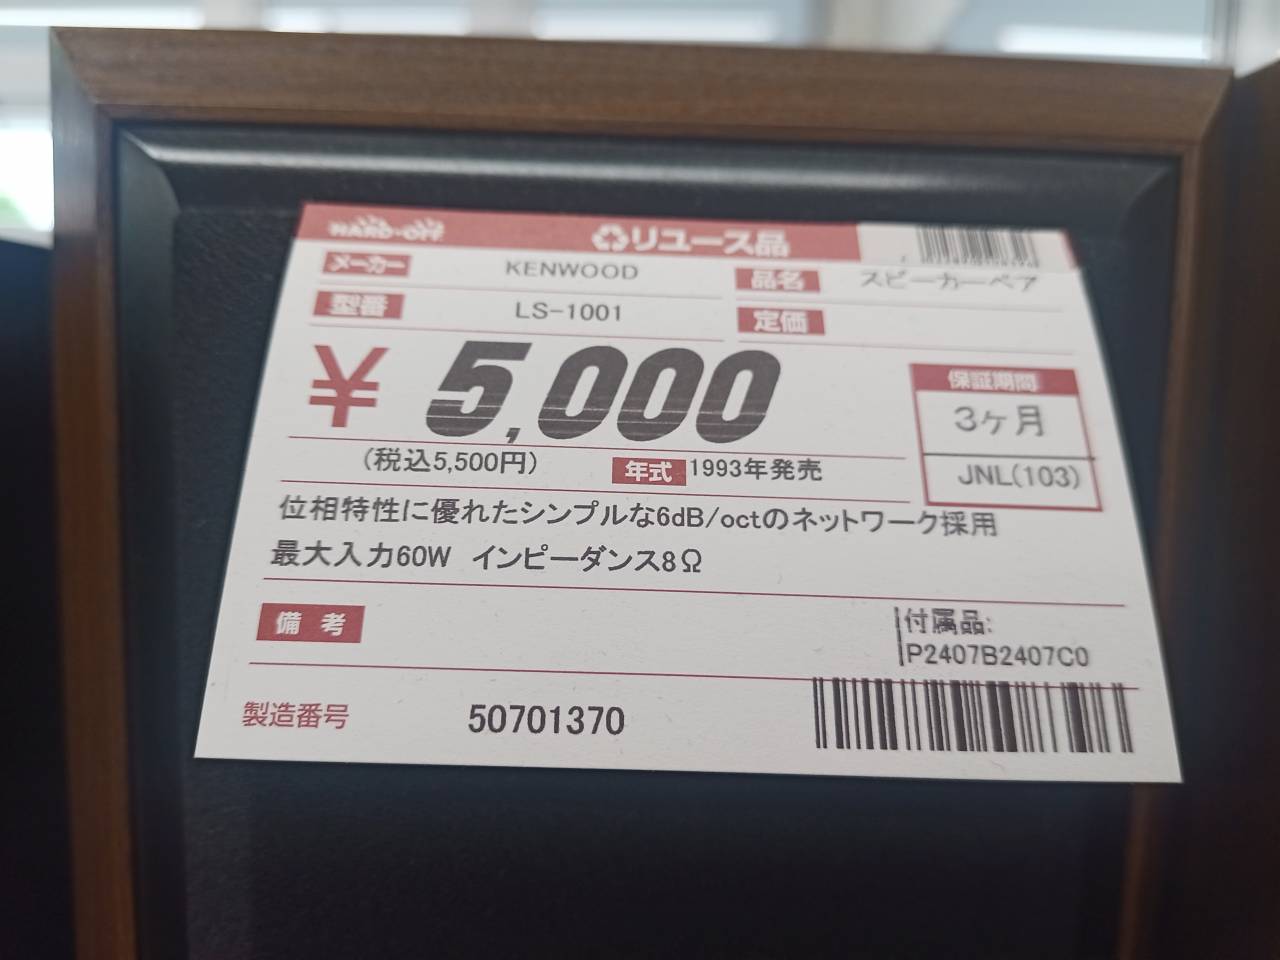 HARD・OFF リユース品
メーカー KENWOOD 品名 スピーカーペア
型番 LS-1001 定価
¥5,000
(税込5,500円) 年式 1993年発売
保証期間
3ヶ月
JNL(103)
位相特性に優れたシンプルな6dB/octのネットワーク採用
最大入力60W インピーダンス8Ω
備考
付属品:
P2407B2407C0
製造番号 50701370